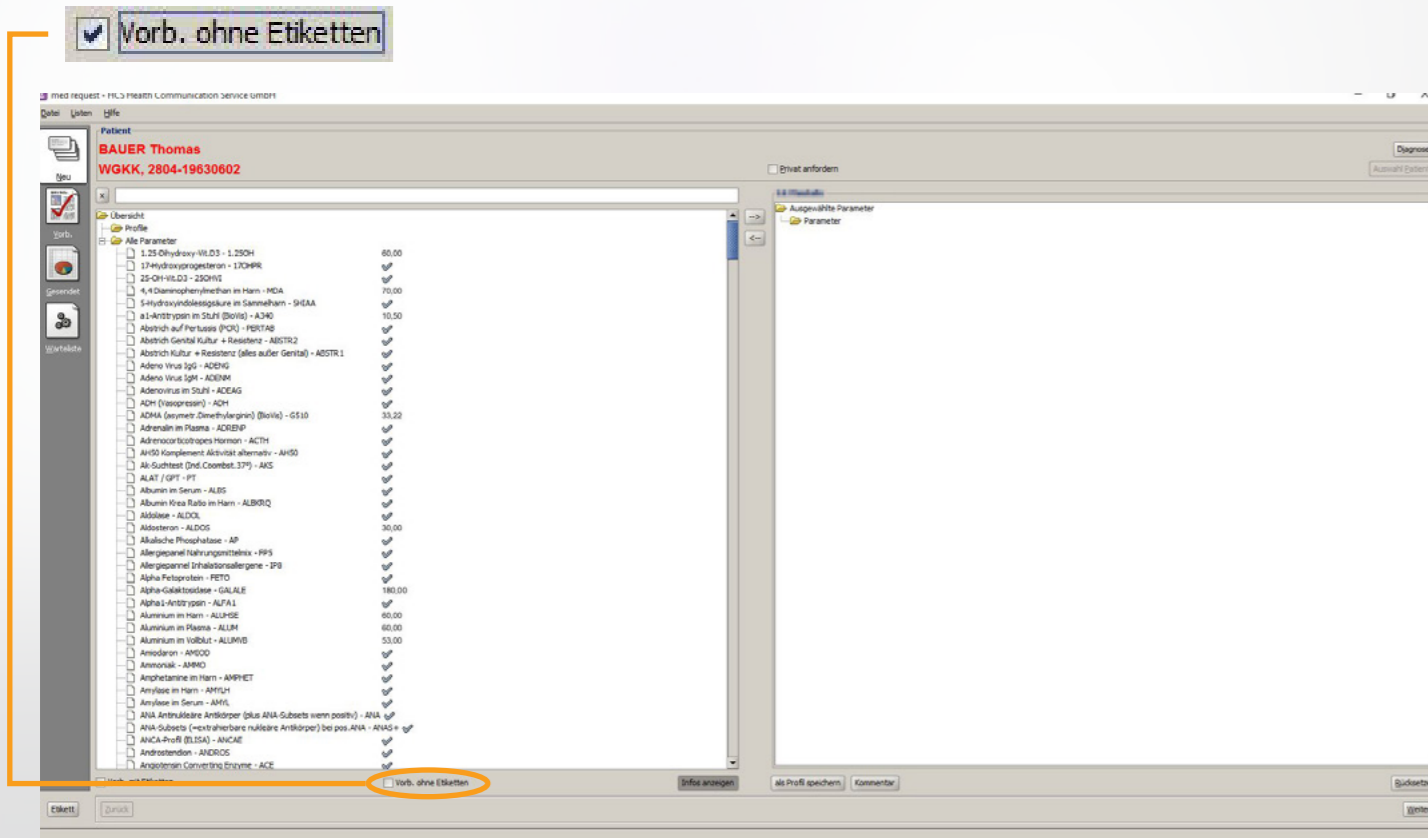 Vorb. ohne Etiketten
med request - MCS Health Communication Service GmbH
Datei Listen Hilfe
Patient
BAUER Thomas
WGKK, 2804-19630602
Privat anfordern
Diagnose
Auswahl
Neu
Vorb.
Gesendet
Warteliste
x
Übersicht
Profile
Alle Parameter
1.25-Dihydroxy-Vit.D3 - 1.25OH 60,00
17-Hydroxyprogesteron - 17OHPR
25-OH-Vit.D3 - 25OHVI
4,4 Diaminophenylmethan in Harn - MDA 70,00
5-Hydroxyindolessigsäure im Sammelharn - 5HIAA
a1-Antitrypsin im Stuhl (BioVis) - A340 10,50
Abstrich auf Pertussis (PCR) - PERTAB
Abstrich Genital Kultur + Resistenz - ABSTR2
Abstrich Kultur + Resistenz (alles außer Genital) - ABSTR1
Adeno Virus IgG - ADENG
Adeno Virus IgM - ADENM
Adenovirus im Stuhl - ADEAG
ADH (Vasopressin) - ADH
ADMA (asymetr.Dimethylarginin) (BioVis) - G510 33,22
Adrenalin im Plasma - ADRENP
Adrenocorticotropes Hormon - ACTH
AH50 Komplement Aktivität alternativ - AH50
Ak-Suchtest (Ind.Coombst.37°) - AKS
ALAT / GPT - PT
Albumin im Serum - ALBS
Albumin Krea Ratio im Harn - ALBKRQ
Aldolase - ALDOL
Aldosteron - ALDOS 30,00
Alkalische Phosphatase - AP
Allergiepanel Nahrungsmittelmix - FP5
Allergiepannel Inhalationsallergene - IP8
Alpha Fetoprotein - FETO
Alpha-Galaktosidase - GALALE 180,00
Alpha1-Antitrypsin - ALFA1
Aluminium im Harn - ALUHSE 60,00
Aluminium im Plasma - ALUM 60,00
Aluminium im Vollblut - ALUMVB 53,00
Amiodaron - AMIOD
Ammoniak - AMMO
Amphetamine im Harn - AMPHET
Amylase im Harn - AMYLH
Amylase im Serum - AMYL
ANA Antinukleäre Antikörper (plus ANA-Subsets wenn positiv) - ANA
ANA-Subsets (=extrahierbare nukleäre Antikörper) bei pos.ANA - ANAS+
ANCA-Profil (ELISA) - ANCAE
Androstendion - ANDROS
Angiotensin Converting Enzyme - ACE
-->
<--
Ausgewählte Parameter
Parameter
Vorb. mit Etiketten
Vorb. ohne Etiketten
Infos anzeigen
als Profil speichern
Kommentar
Rücksetze
Etikett
Zurück
Weiter